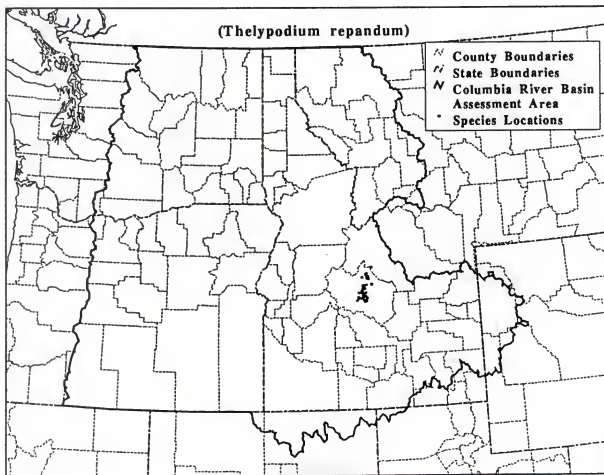 (Thelypodium repandum)
County Boundaries
State Boundaries
Columbia River Basin
Assessment Area
Species Locations